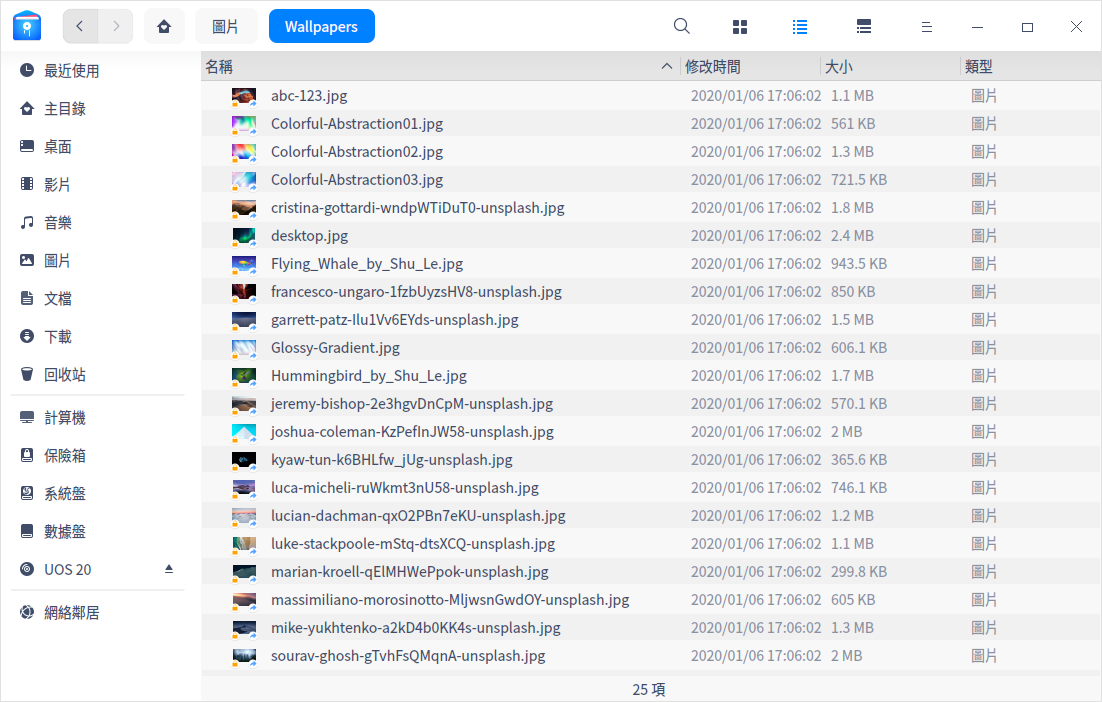 圖片 Wallpapers
名稱 修改時間 大小 類型
最近使用
主目錄
桌面
影片
音樂
圖片
文檔
下載
回收站
計算機
保險箱
系統盤
數據盤
UOS 20
網絡鄰居
abc-123.jpg 2020/01/06 17:06:02 1.1 MB 圖片
Colorful-Abstraction01.jpg 2020/01/06 17:06:02 561 KB 圖片
Colorful-Abstraction02.jpg 2020/01/06 17:06:02 1.3 MB 圖片
Colorful-Abstraction03.jpg 2020/01/06 17:06:02 721.5 KB 圖片
cristina-gottardi-wndpWTiDuT0-unsplash.jpg 2020/01/06 17:06:02 1.8 MB 圖片
desktop.jpg 2020/01/06 17:06:02 2.4 MB 圖片
Flying_Whale_by_Shu_Le.jpg 2020/01/06 17:06:02 943.5 KB 圖片
francesco-ungaro-1fzbUyzsHV8-unsplash.jpg 2020/01/06 17:06:02 850 KB 圖片
garrett-patz-Ilu1Vv6EYds-unsplash.jpg 2020/01/06 17:06:02 1.5 MB 圖片
Glossy-Gradient.jpg 2020/01/06 17:06:02 606.1 KB 圖片
Hummingbird_by_Shu_Le.jpg 2020/01/06 17:06:02 1.7 MB 圖片
jeremy-bishop-2e3hgvDnCpM-unsplash.jpg 2020/01/06 17:06:02 570.1 KB 圖片
joshua-coleman-KzPefInJW58-unsplash.jpg 2020/01/06 17:06:02 2 MB 圖片
kyaw-tun-k6BHLfw_jUg-unsplash.jpg 2020/01/06 17:06:02 365.6 KB 圖片
luca-micheli-ruWkmt3nU58-unsplash.jpg 2020/01/06 17:06:02 746.1 KB 圖片
lucian-dachman-qxO2PBn7eKU-unsplash.jpg 2020/01/06 17:06:02 1.2 MB 圖片
luke-stackpoole-mStq-dtsXCQ-unsplash.jpg 2020/01/06 17:06:02 1.1 MB 圖片
marian-kroell-qElMHWePpok-unsplash.jpg 2020/01/06 17:06:02 299.8 KB 圖片
massimiliano-morosinotto-MljwsnGwdOY-unsplash.jpg 2020/01/06 17:06:02 605 KB 圖片
mike-yukhtenko-a2kD4b0KK4s-unsplash.jpg 2020/01/06 17:06:02 1.3 MB 圖片
sourav-ghosh-gTvhFsQMqnA-unsplash.jpg 2020/01/06 17:06:02 2 MB 圖片
25 項